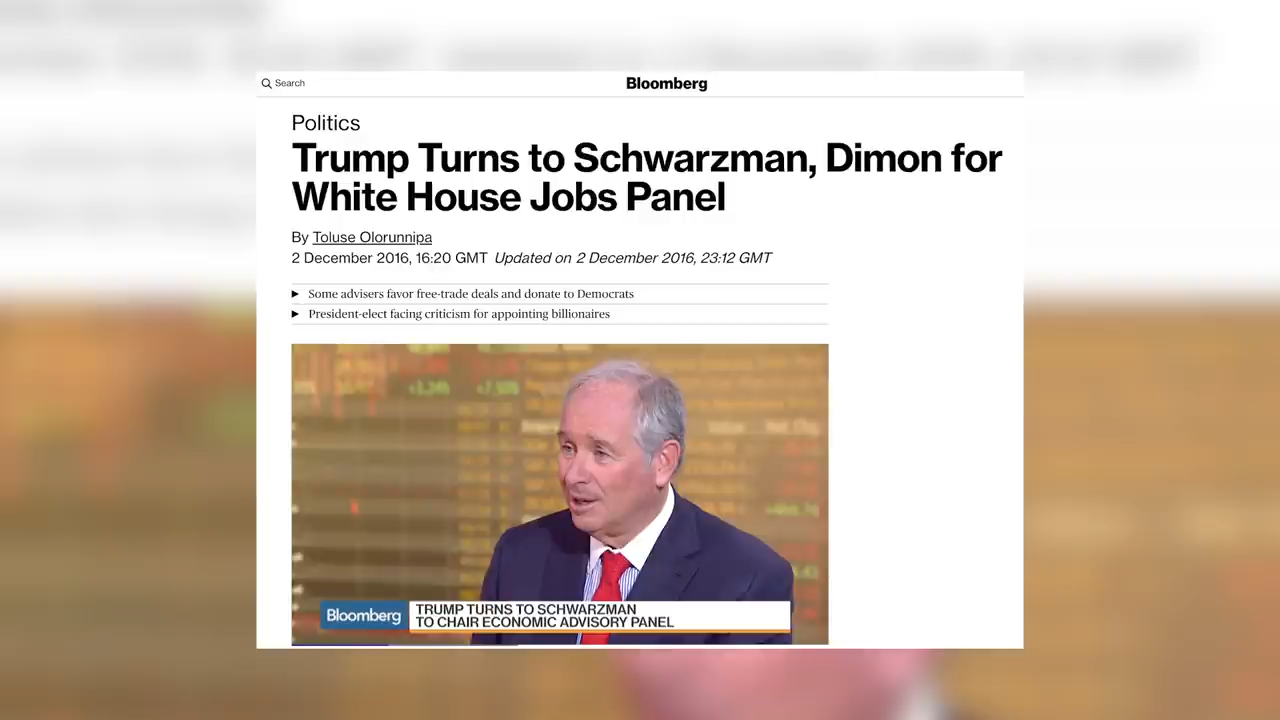 Search
Bloomberg
Politics
Trump Turns to Schwarzman, Dimon for
White House Jobs Panel
By Toluse Olorunnipa
2 December 2016, 16:20 GMT Updated on 2 December 2016, 23:12 GMT
Some advisers favor free-trade deals and donate to Democrats
President-elect facing criticism for appointing billionaires
Bloomberg
TRUMP TURNS TO SCHWARZMAN
TO CHAIR ECONOMIC ADVISORY PANEL